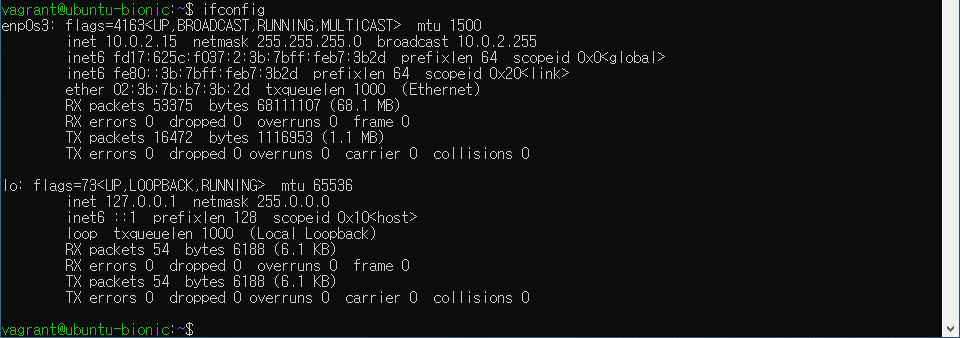 vagrant@ubuntu-bionic:~$ ifconfig
enp0s3: flags=4163<UP,BROADCAST,RUNNING,MULTICAST>  mtu 1500
        inet 10.0.2.15  netmask 255.255.255.0  broadcast 10.0.2.255
        inet6 fd17:625c:f037:2:3b:7bff:feb7:3b2d  prefixlen 64  scopeid 0x0<global>
        inet6 fe80::3b:7bff:feb7:3b2d  prefixlen 64  scopeid 0x20<link>
        ether 02:3b:7b:b7:3b:2d  txqueuelen 1000  (Ethernet)
        RX packets 53375  bytes 68111107 (68.1 MB)
        RX errors 0  dropped 0  overruns 0  frame 0
        TX packets 16472  bytes 1116953 (1.1 MB)
        TX errors 0  dropped 0 overruns 0  carrier 0  collisions 0

lo: flags=73<UP,LOOPBACK,RUNNING>  mtu 65536
        inet 127.0.0.1  netmask 255.0.0.0
        inet6 ::1  prefixlen 128  scopeid 0x10<host>
        loop  txqueuelen 1000  (Local Loopback)
        RX packets 54  bytes 6188 (6.1 KB)
        RX errors 0  dropped 0  overruns 0  frame 0
        TX packets 54  bytes 6188 (6.1 KB)
        TX errors 0  dropped 0 overruns 0  carrier 0  collisions 0

vagrant@ubuntu-bionic:~$